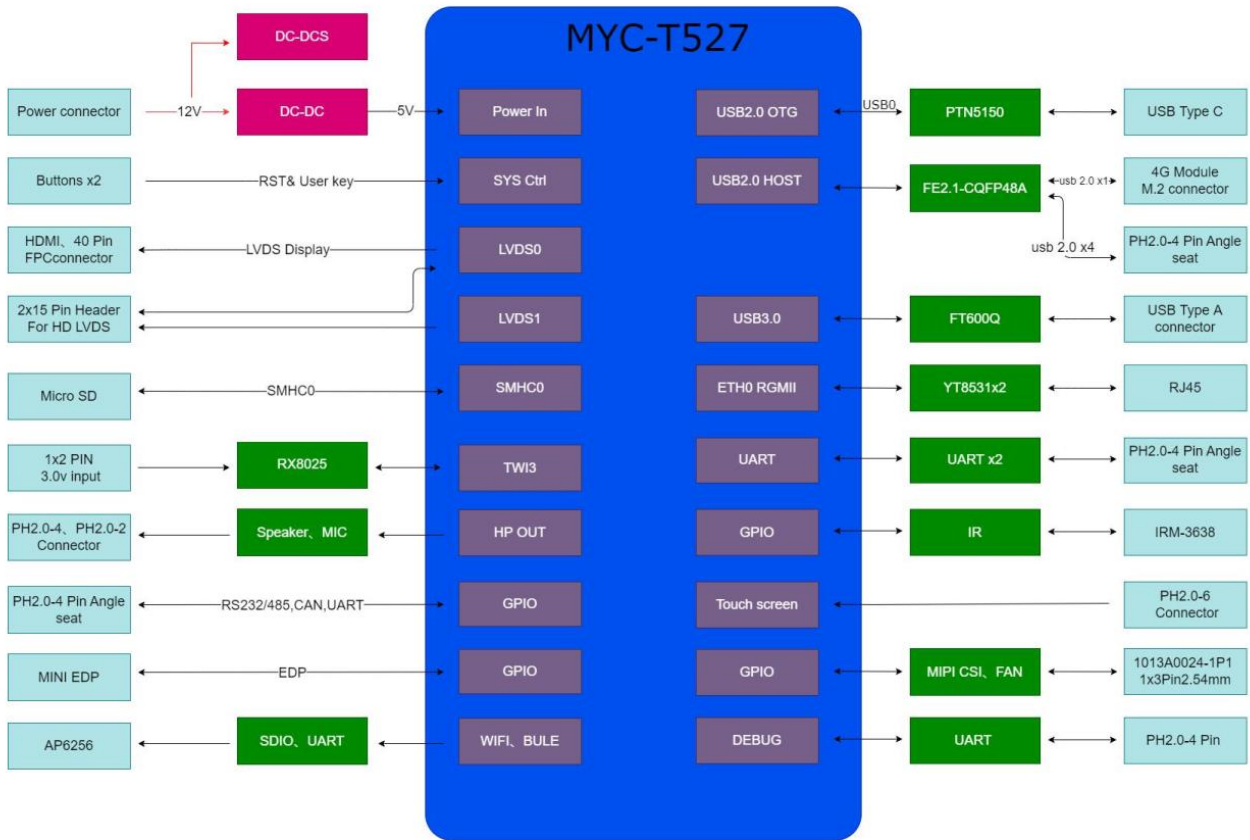 MYC-T527
DC-DCS
Power connector
12V
DC-DC
5V
Power In
USB2.0 OTG
USB0
PTN5150
USB Type C
Buttons x2
RST& User key
SYS Ctrl
USB2.0 HOST
FE2.1-CQFP48A
usb 2.0 x1
4G Module
M.2 connector
HDMI、40 Pin
FPCconnector
LVDS Display
LVDS0
usb 2.0 x4
PH2.0-4 Pin Angle
seat
2x15 Pin Header
For HD LVDS
LVDS1
USB3.0
FT600Q
USB Type A
connector
Micro SD
SMHC0
SMHC0
ETH0 RGMII
YT8531x2
RJ45
1x2 PIN
3.0v input
RX8025
TWI3
UART
UART x2
PH2.0-4 Pin Angle
seat
PH2.0-4、PH2.0-2
Connector
Speaker、MIC
HP OUT
GPIO
IR
IRM-3638
PH2.0-4 Pin Angle
seat
RS232/485,CAN,UART
GPIO
Touch screen
PH2.0-6
Connector
MINI EDP
EDP
GPIO
GPIO
MIPI CSI、FAN
1013A0024-1P1
1x3Pin2.54mm
AP6256
SDIO、UART
WIFI、BULE
DEBUG
UART
PH2.0-4 Pin